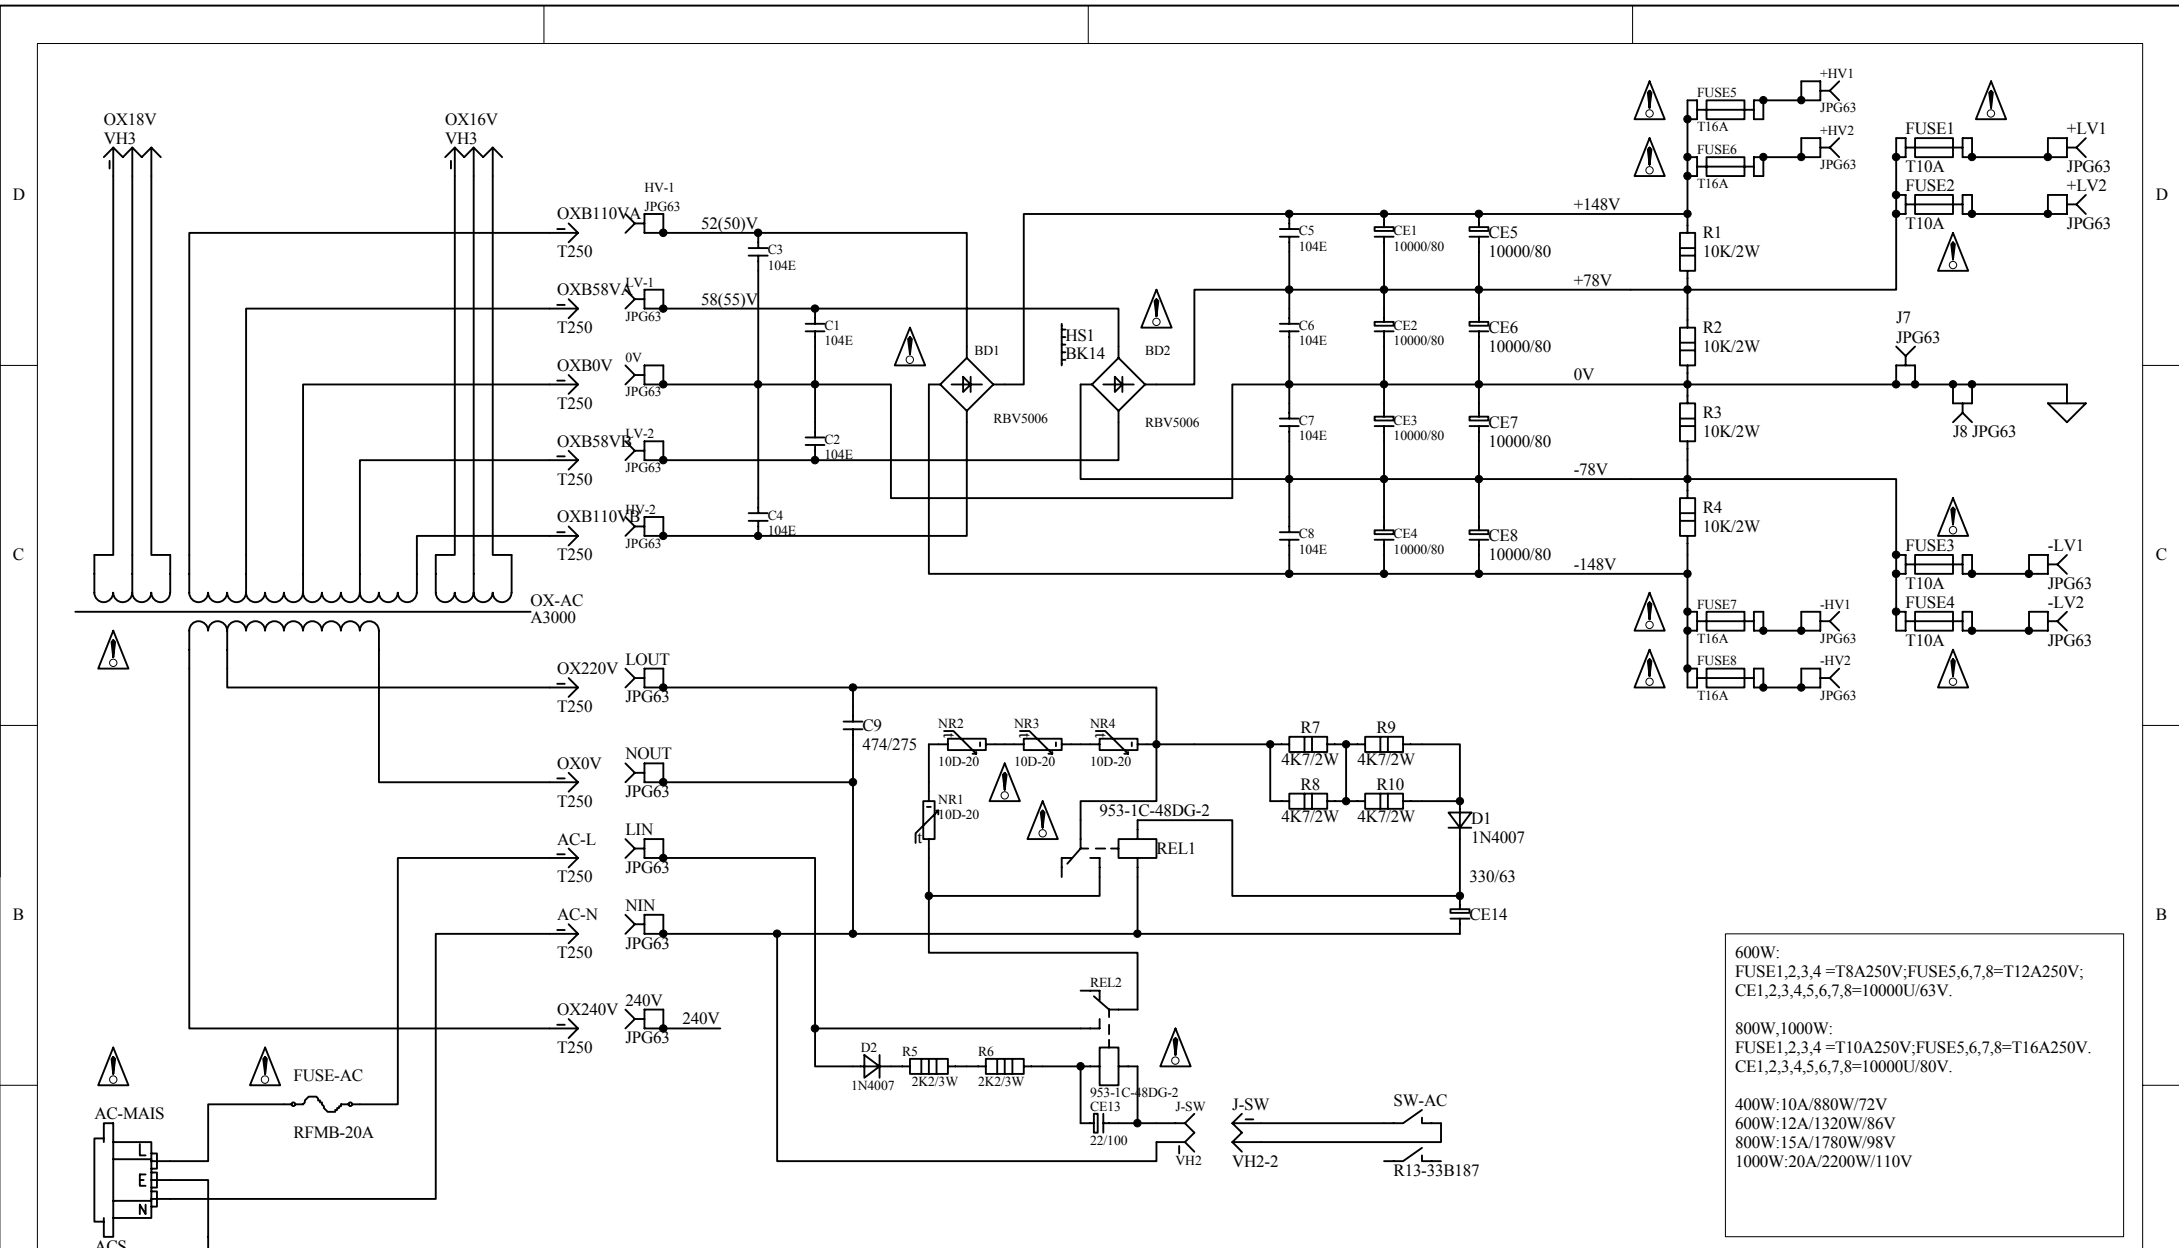 OX18V
VH3
OX16V
VH3
HV-1
JPG63
OXB110VA
T250
52(50)V
C3
104E
OXB58VA
LV-1
JPG63
T250
58(55)V
C1
104E
OXB0V
0V
JPG63
T250
OXB58VB
LV-2
JPG63
T250
C2
104E
OXB110VB
HV-2
JPG63
T250
C4
104E
BD1
RBV5006
HS1
BK14
BD2
RBV5006
C5
104E
CE1
10000/80
CE5
10000/80
C6
104E
CE2
10000/80
CE6
10000/80
C7
104E
CE3
10000/80
CE7
10000/80
C8
104E
CE4
10000/80
CE8
10000/80
+148V
+78V
0V
-78V
-148V
R1
10K/2W
R2
10K/2W
R3
10K/2W
R4
10K/2W
FUSE5
T16A
+HV1
JPG63
FUSE6
T16A
+HV2
JPG63
FUSE1
T10A
+LV1
JPG63
FUSE2
T10A
+LV2
JPG63
J7
JPG63
J8 JPG63
FUSE3
T10A
-LV1
JPG63
FUSE4
T10A
-LV2
JPG63
FUSE7
T16A
-HV1
JPG63
FUSE8
T16A
-HV2
JPG63
D
D
C
C
B
B
OX-AC
A3000
OX220V
LOUT
JPG63
T250
C9
474/275
OX0V
NOUT
JPG63
T250
AC-L
LIN
JPG63
T250
AC-N
NIN
JPG63
T250
OX240V
240V
JPG63
T250
240V
NR2
10D-20
NR3
10D-20
NR4
10D-20
NR1
10D-20
t
953-1C-48DG-2
REL1
R7
4K7/2W
R9
4K7/2W
R8
4K7/2W
R10
4K7/2W
D1
1N4007
330/63
CE14
REL2
D2
1N4007
R5
2K2/3W
R6
2K2/3W
953-1C-48DG-2
CE13
22/100
J-SW
VH2
J-SW
VH2-2
SW-AC
R13-33B187
FUSE-AC
RFMB-20A
AC-MAIS
L
E
N
ACS
600W:
FUSE1,2,3,4 =T8A250V;FUSE5,6,7,8=T12A250V;
CE1,2,3,4,5,6,7,8=10000U/63V.
800W,1000W:
FUSE1,2,3,4 =T10A250V;FUSE5,6,7,8=T16A250V.
CE1,2,3,4,5,6,7,8=10000U/80V.
400W:10A/880W/72V
600W:12A/1320W/86V
800W:15A/1780W/98V
1000W:20A/2200W/110V